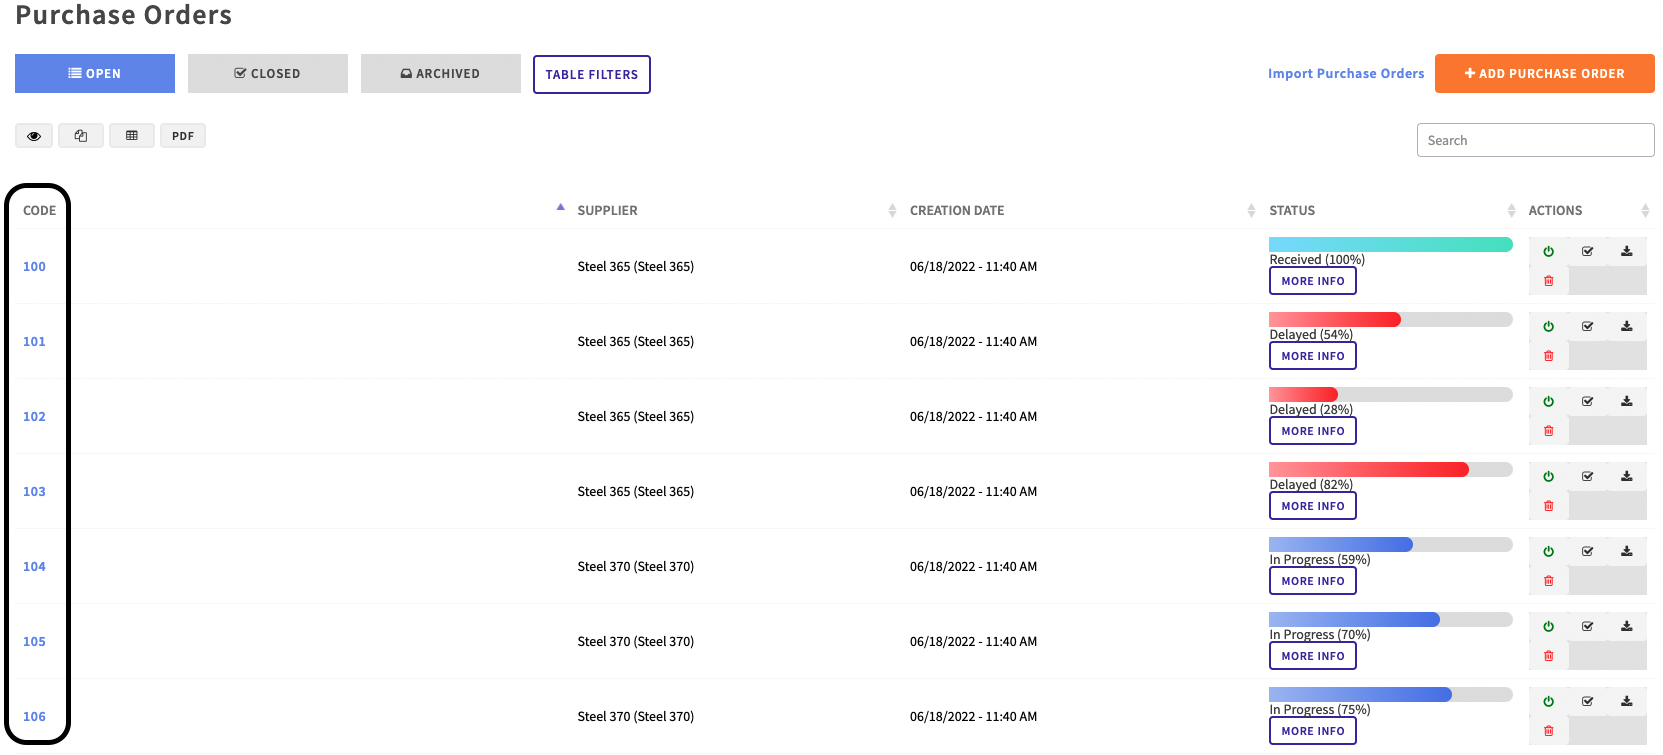 Purchase Orders
OPEN CLOSED ARCHIVED TABLE FILTERS Import Purchase Orders ADD PURCHASE ORDER
PDF Search
CODE SUPPLIER CREATION DATE STATUS ACTIONS
100 Steel 365 (Steel 365) 06/18/2022 - 11:40 AM Received (100%)
MORE INFO
101 Steel 365 (Steel 365) 06/18/2022 - 11:40 AM Delayed (54%)
MORE INFO
102 Steel 365 (Steel 365) 06/18/2022 - 11:40 AM Delayed (28%)
MORE INFO
103 Steel 365 (Steel 365) 06/18/2022 - 11:40 AM Delayed (82%)
MORE INFO
104 Steel 370 (Steel 370) 06/18/2022 - 11:40 AM In Progress (59%)
MORE INFO
105 Steel 370 (Steel 370) 06/18/2022 - 11:40 AM In Progress (70%)
MORE INFO
106 Steel 370 (Steel 370) 06/18/2022 - 11:40 AM In Progress (75%)
MORE INFO